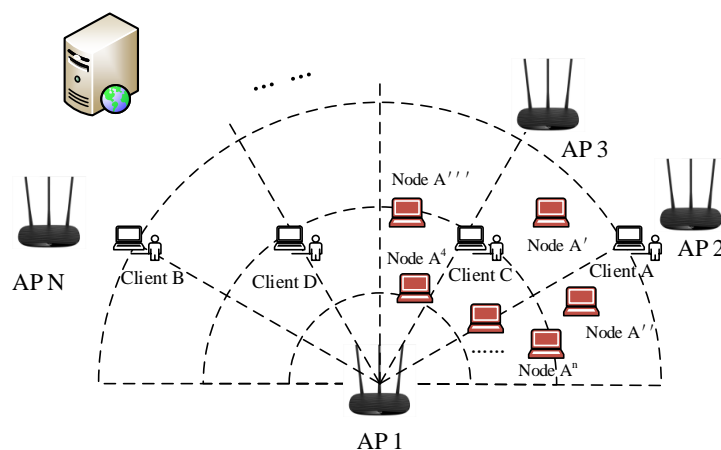 ... ...
AP 3
Node A′′′
AP 2
Node A′
AP N
Client B
Client D
Node A⁴
Client C
Client A
Node A′′
......
Node Aⁿ
AP 1